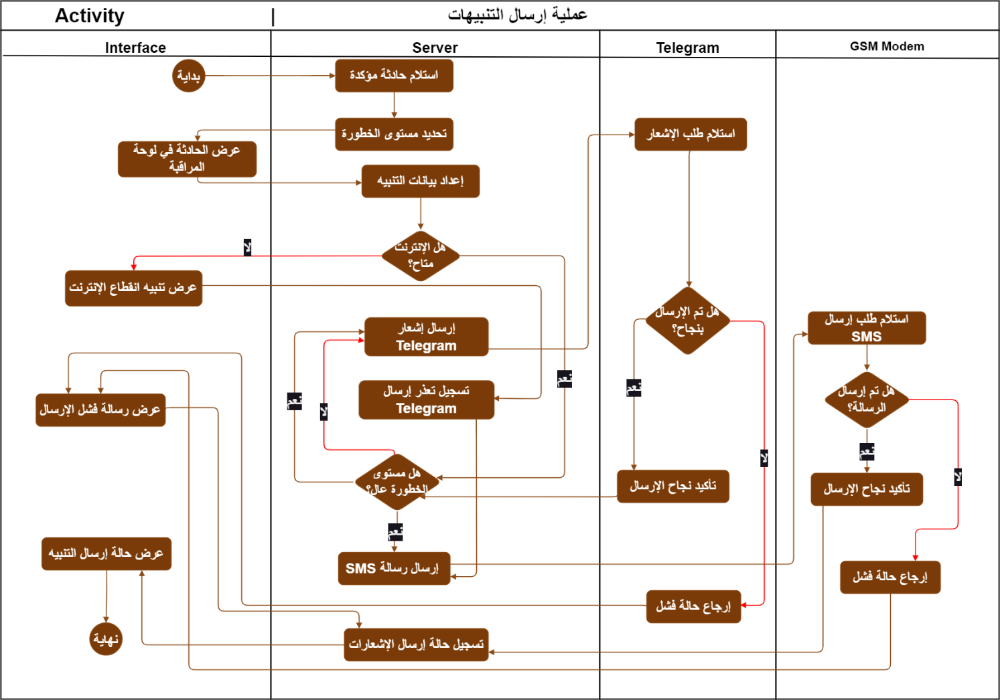 Activity | عملية إرسال التنبيهات
Interface
Server
Telegram
GSM Modem
بداية
استلام حادثة مؤكدة
تحديد مستوى الخطورة
استلام طلب الإشعار
عرض الحادثة في لوحة
المراقبة
إعداد بيانات التنبيه
هل الإنترنت
متاح؟
لا
عرض تنبيه انقطاع الإنترنت
هل تم الإرسال
بنجاح؟
استلام طلب إرسال
SMS
إرسال إشعار
Telegram
نعم
نعم
نعم
لا
تسجيل تعذر إرسال
Telegram
هل تم إرسال
الرسالة؟
عرض رسالة فشل الإرسال
نعم
لا
لا
هل مستوى
الخطورة عال؟
تأكيد نجاح الإرسال
تأكيد نجاح الإرسال
نعم
عرض حالة إرسال التنبيه
إرسال رسالة SMS
إرجاع حالة فشل
إرجاع حالة فشل
نهاية
تسجيل حالة إرسال الإشعارات